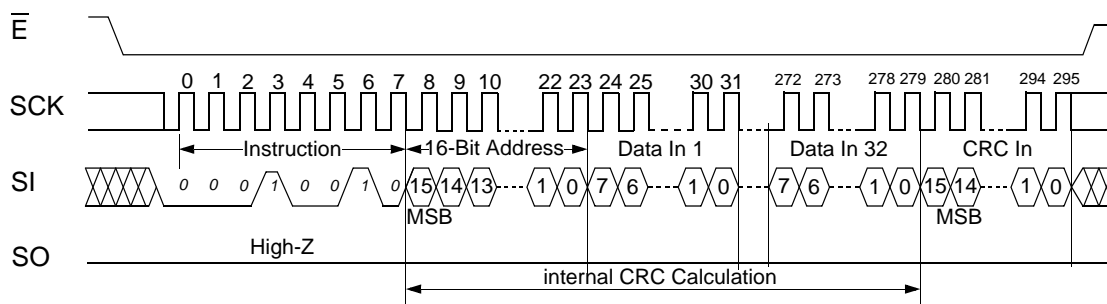 E
SCK 0 1 2 3 4 5 6 7 8 9 10 22 23 24 25 30 31 272 273 278 279 280 281 294 295
Instruction 16-Bit Address Data In 1 Data In 32 CRC In
SI 0 0 0 1 0 0 1 0 15 14 13 1 0 7 6 1 0 7 6 1 0 15 14 1 0
MSB MSB
High-Z
SO
internal CRC Calculation